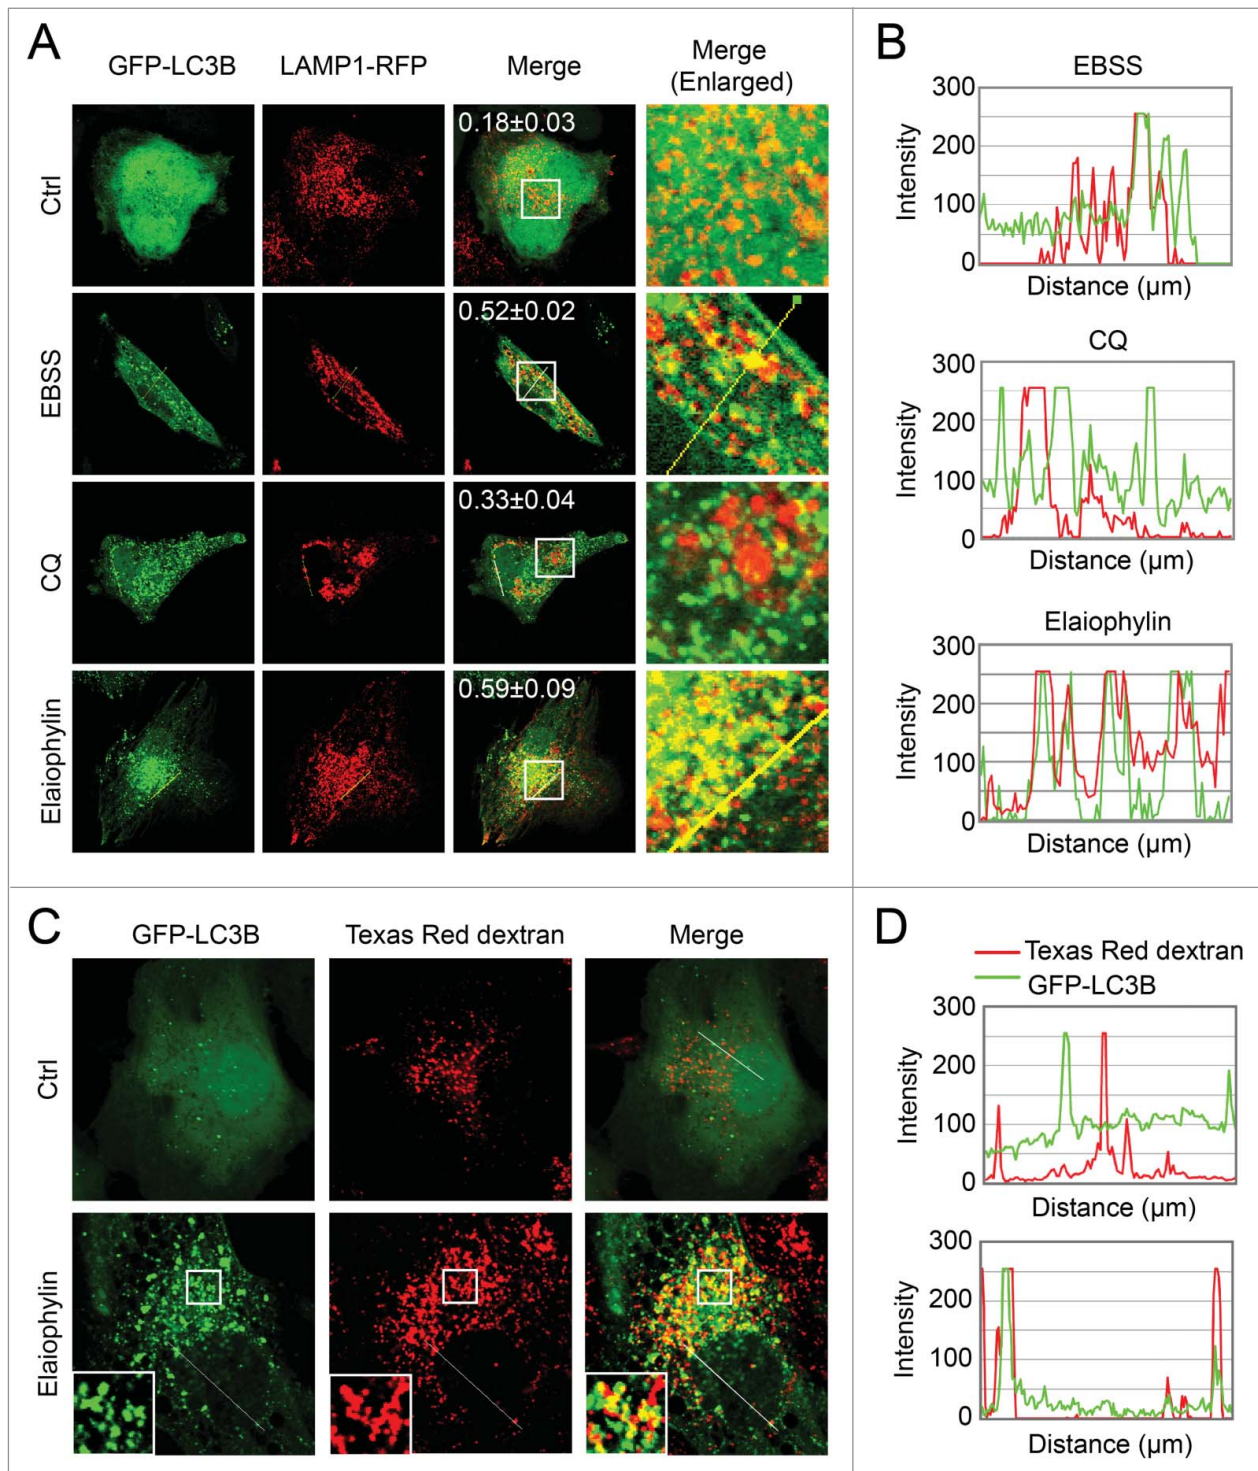 A
GFP-LC3B
LAMP1-RFP
Merge
Merge
(Enlarged)
Ctrl
0.18±0.03
EBSS
0.52±0.02
CQ
0.33±0.04
Elaiophylin
0.59±0.09
B
EBSS
300
200
100
0
Intensity
Distance (µm)
CQ
300
200
100
0
Intensity
Distance (µm)
Elaiophylin
300
200
100
0
Intensity
Distance (µm)
C
GFP-LC3B
Texas Red dextran
Merge
Ctrl
Elaiophylin
D
Texas Red dextran
GFP-LC3B
300
200
100
0
Intensity
Distance (µm)
300
200
100
0
Intensity
Distance (µm)